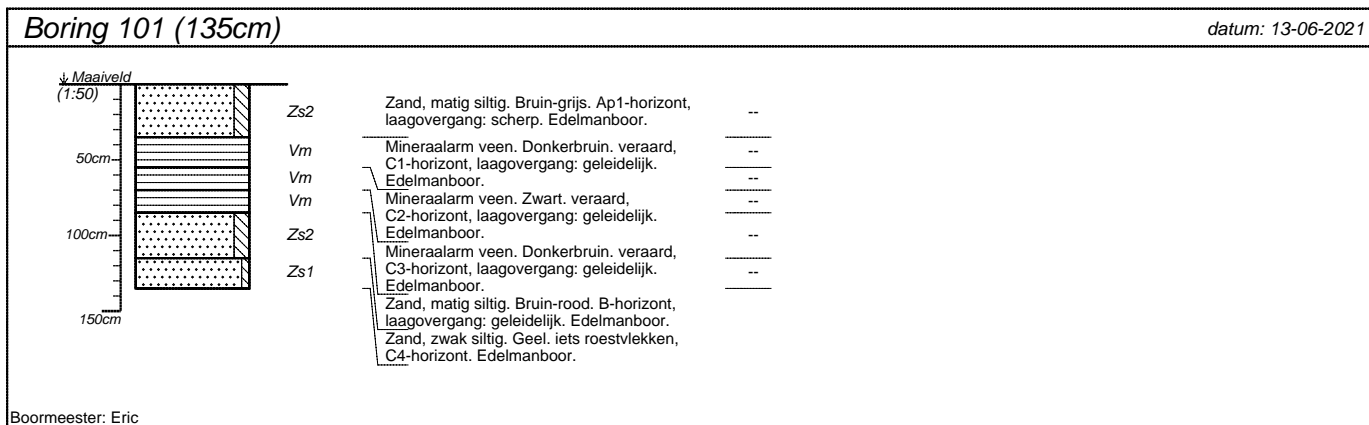 Boring 101 (135cm)
datum: 13-06-2021
Maaiveld
(1:50)
50cm
100cm
150cm
Zs2
Vm
Vm
Vm
Zs2
Zs1
Zand, matig siltig. Bruin-grijs. Ap1-horizont,
laagovergang: scherp. Edelmanboor.
Mineraalarm veen. Donkerbruin. veraard,
C1-horizont, laagovergang: geleidelijk.
Edelmanboor.
Mineraalarm veen. Zwart. veraard,
C2-horizont, laagovergang: geleidelijk.
Edelmanboor.
Mineraalarm veen. Donkerbruin. veraard,
C3-horizont, laagovergang: geleidelijk.
Edelmanboor.
Zand, matig siltig. Bruin-rood. B-horizont,
laagovergang: geleidelijk. Edelmanboor.
Zand, zwak siltig. Geel. iets roestvlekken,
C4-horizont. Edelmanboor.
--
--
--
--
--
--
Boormeester: Eric